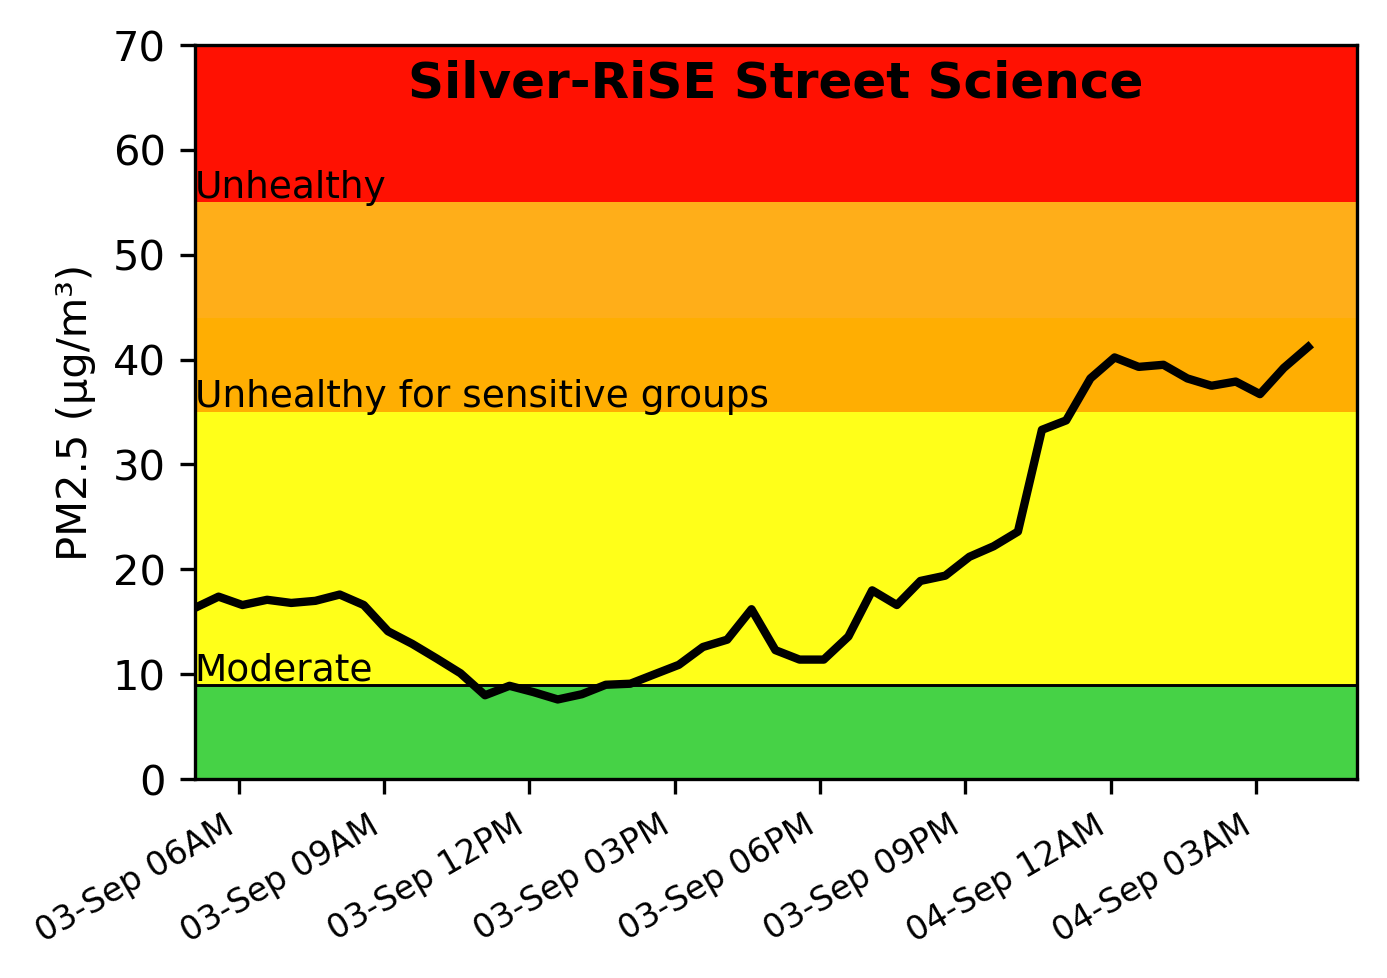 Silver-RiSE Street Science
70
60
Unhealthy
50
40
Unhealthy for sensitive groups
30
20
Moderate
10
0
PM2.5 (µg/m³)
03-Sep 06AM
03-Sep 09AM
03-Sep 12PM
03-Sep 03PM
03-Sep 06PM
03-Sep 09PM
04-Sep 12AM
04-Sep 03AM